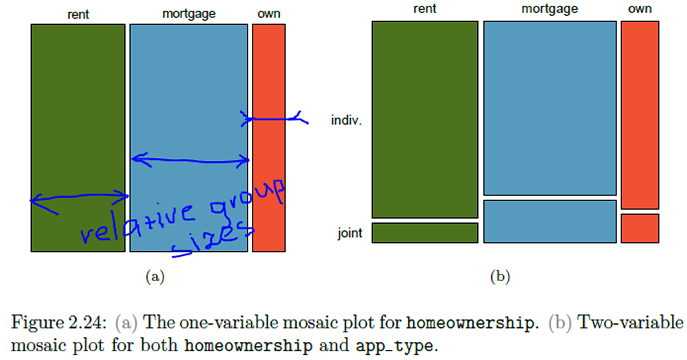 rent mortgage own
rent mortgage own
indiv.
relative group
sizes
joint
(a)
(b)
Figure 2.24: (a) The one-variable mosaic plot for homeownership. (b) Two-variable
mosaic plot for both homeownership and app_type.